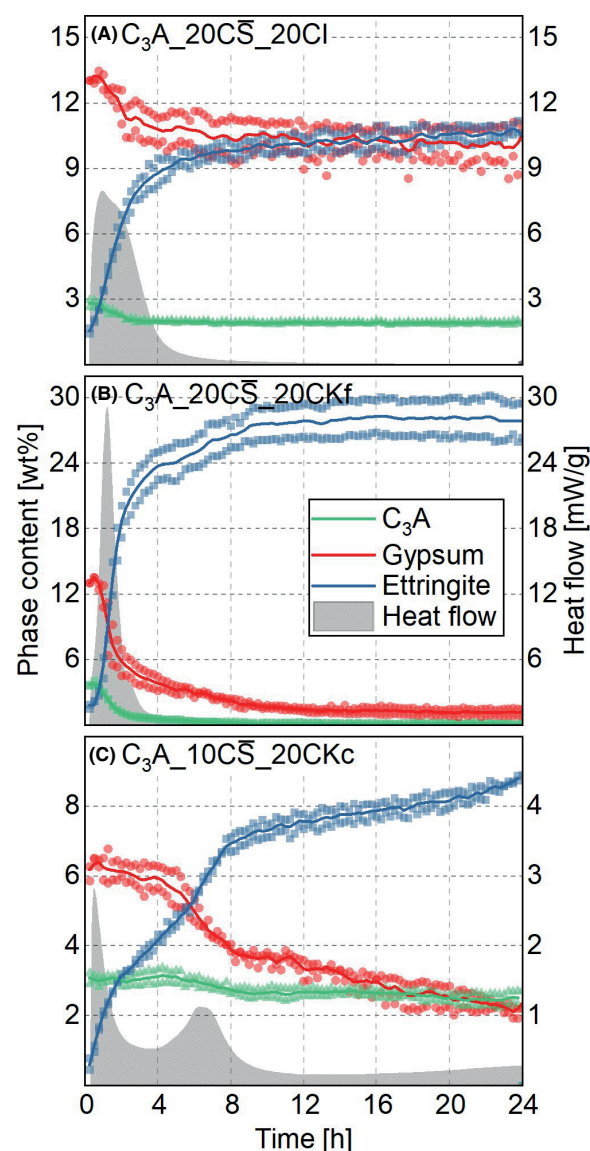 (A) C₃A_20CS̅_20Cl
15 12 9 6 3
15 12 9 6 3
(B) C₃A_20CS̅_20CKf
30 24 18 12 6
30 24 18 12 6
Phase content [wt%]
Heat flow [mW/g]
C₃A
Gypsum
Ettringite
Heat flow
(C) C₃A_10CS̅_20CKc
8 6 4 2
4 3 2 1
0 4 8 12 16 20 24
Time [h]